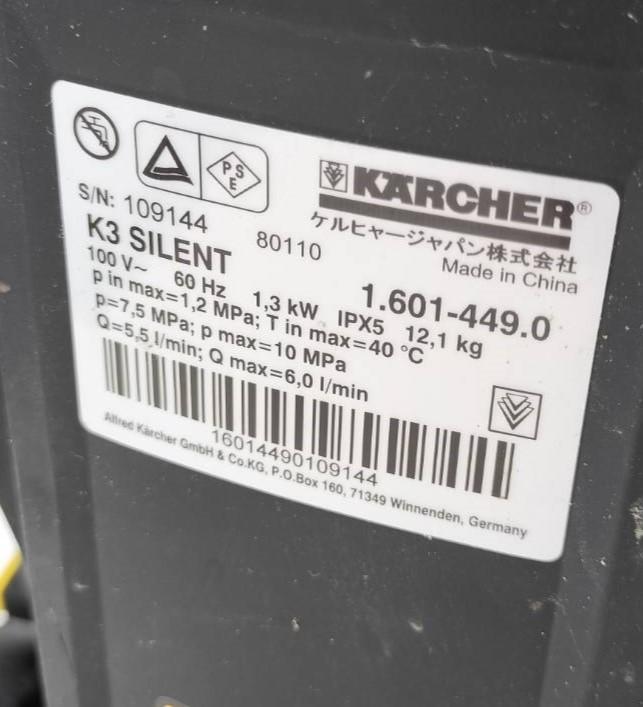 PSE
KÄRCHER®
ケルヒャージャパン株式会社
Made in China
S/N: 109144 80110
K3 SILENT 1.601-449.0
100 V~ 60 Hz 1,3 kW IPX5 12,1 kg
p in max=1,2 MPa; T in max=40 °C
p=7,5 MPa; p max=10 MPa
Q=5,5 l/min; Q max=6,0 l/min
16014490109144
Alfred Kärcher GmbH & Co.KG, P.O.Box 160, 71349 Winnenden, Germany